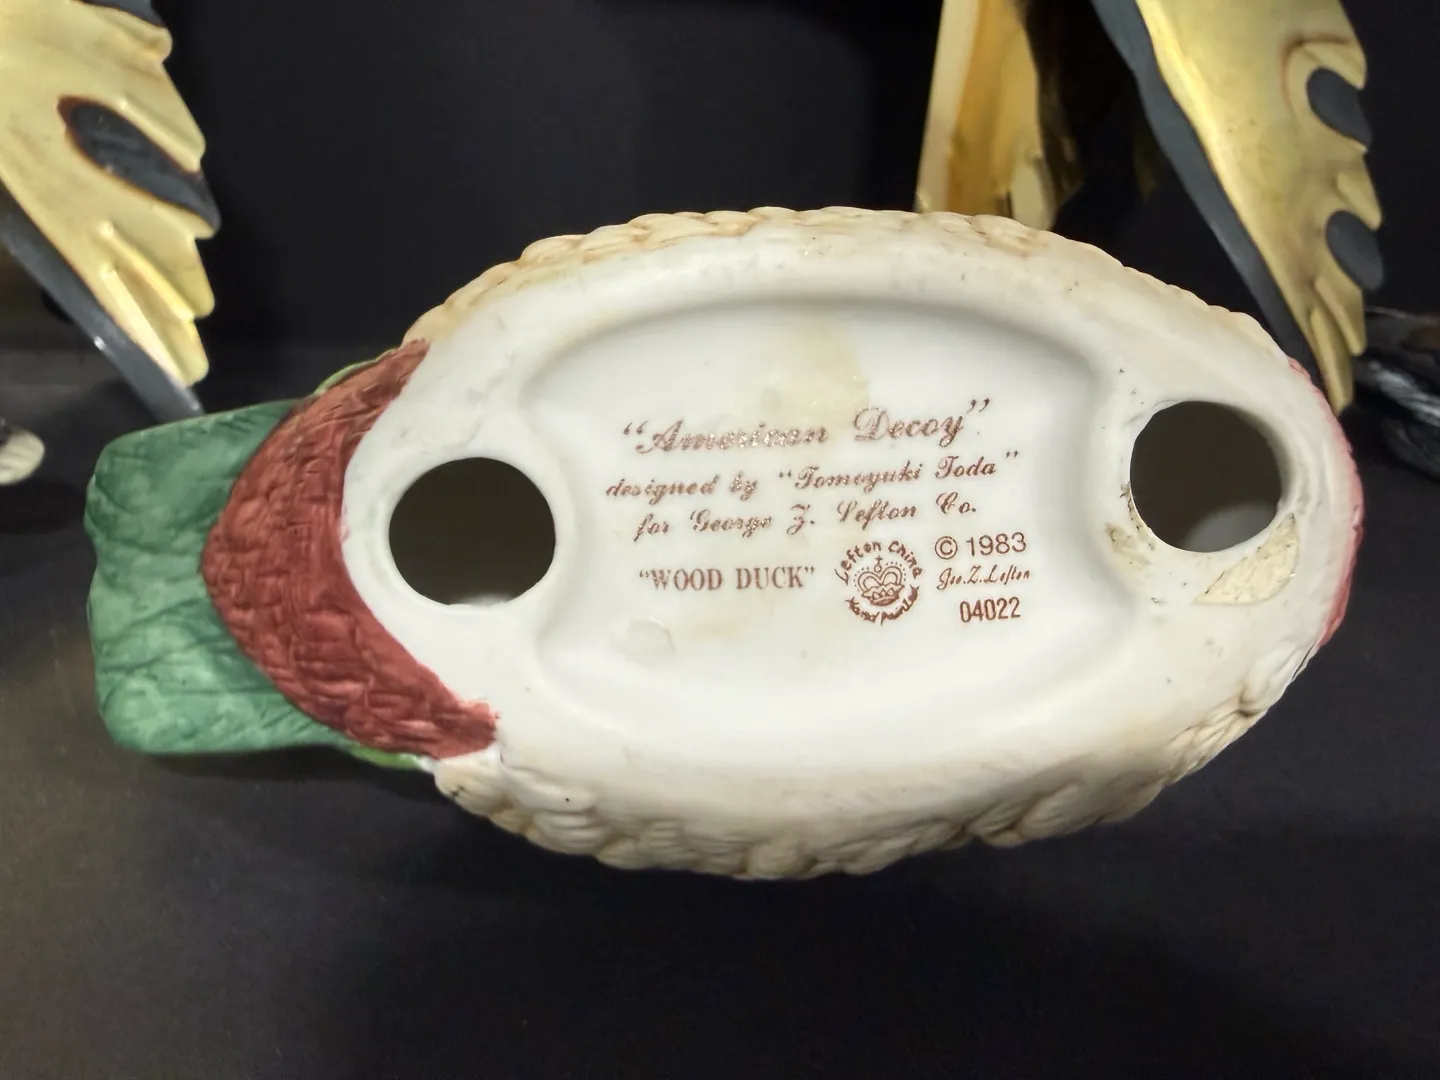 “American Decoy”
designed by “Tomoyuki Toda”
for George Z. Lefton Co.
“WOOD DUCK”
Lefton China
Hand Painted
© 1983
Geo. Z. Lefton
04022